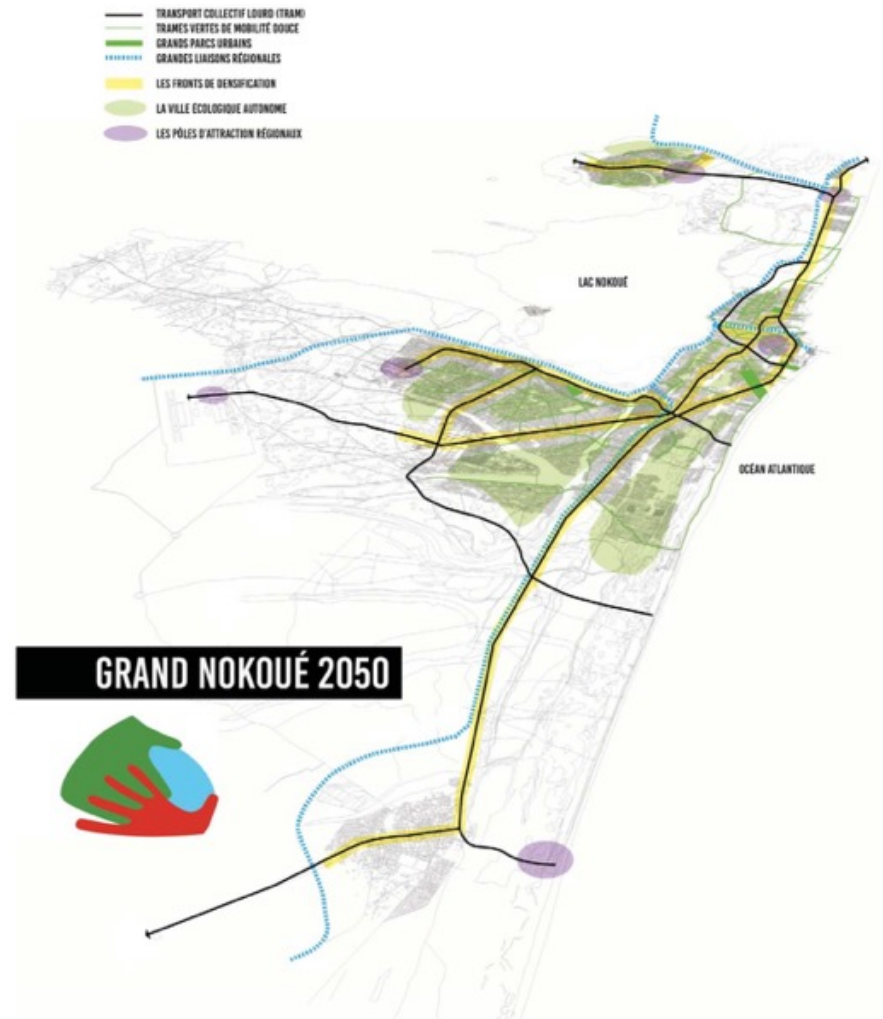 TRANSPORT COLLECTIF LOURD (TRAM)
TRAMES VERTES DE MOBILITÉ DOUCE
GRANDS PARCS URBAINS
GRANDES LIAISONS RÉGIONALES
LES FRONTS DE DENSIFICATION
LA VILLE ÉCOLOGIQUE AUTONOME
LES PÔLES D'ATTRACTION RÉGIONAUX
LAC NOKOUÉ
OCÉAN ATLANTIQUE
GRAND NOKOUÉ 2050